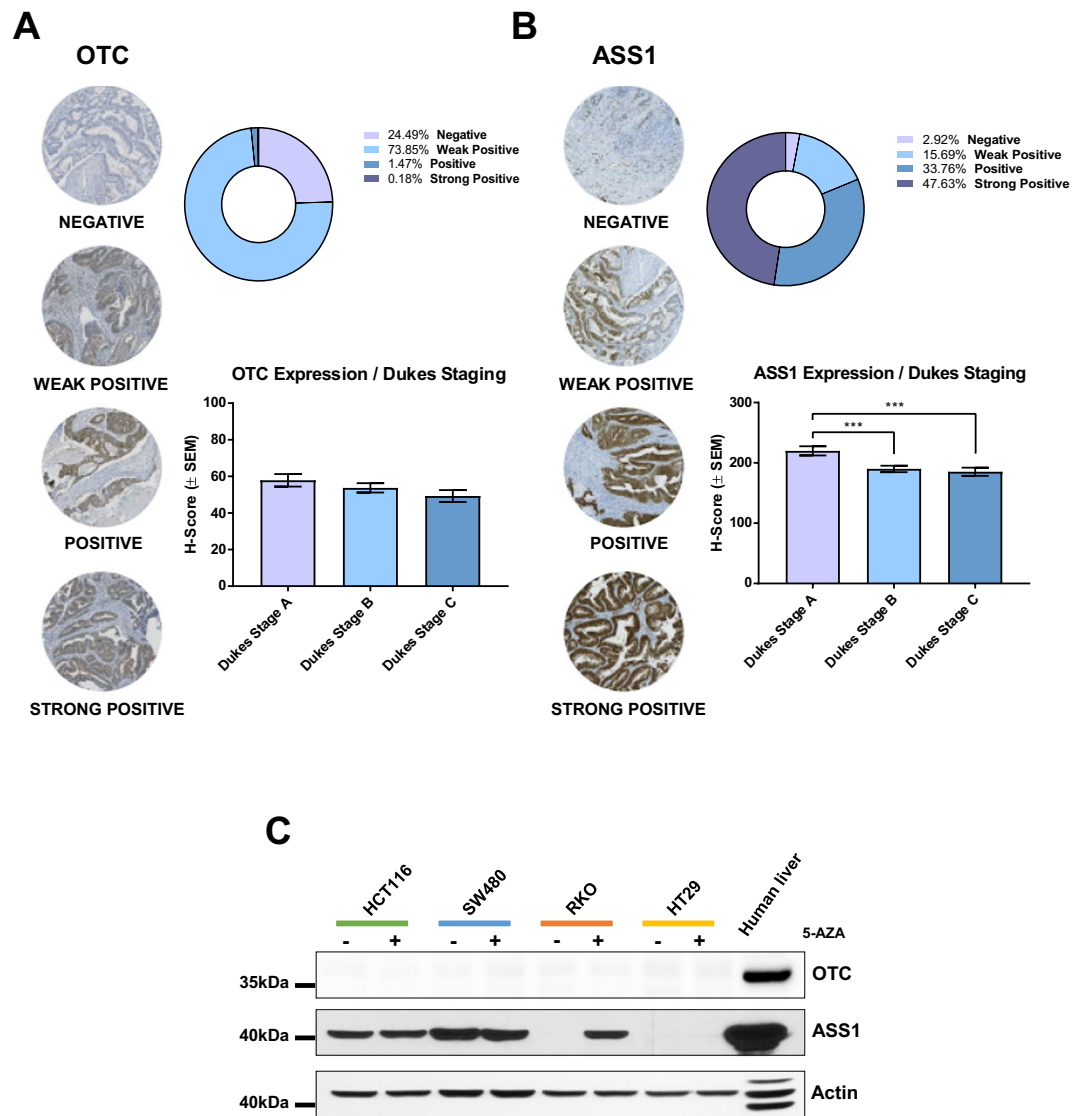 A
OTC
NEGATIVE
WEAK POSITIVE
POSITIVE
STRONG POSITIVE
24.49% Negative
73.85% Weak Positive
1.47% Positive
0.18% Strong Positive
OTC Expression / Dukes Staging
H-Score (± SEM)
100
80
60
40
20
0
Dukes Stage A
Dukes Stage B
Dukes Stage C
B
ASS1
NEGATIVE
WEAK POSITIVE
POSITIVE
STRONG POSITIVE
2.92% Negative
15.69% Weak Positive
33.76% Positive
47.63% Strong Positive
ASS1 Expression / Dukes Staging
H-Score (± SEM)
300
200
100
0
***
***
Dukes Stage A
Dukes Stage B
Dukes Stage C
C
HCT116 SW480 RKO HT29 Human liver
- + - + - + - + 5-AZA
35kDa OTC
40kDa ASS1
40kDa Actin